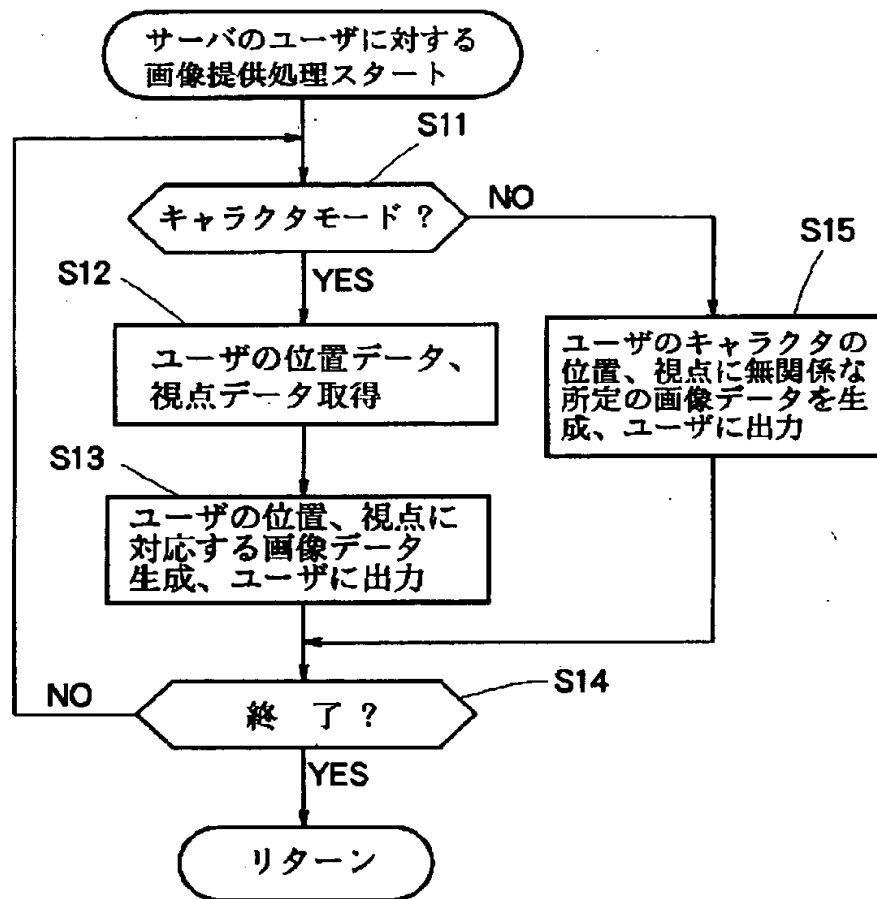 サーバのユーザに対する
画像提供処理スタート
S11
キャラクタモード？
NO
YES
S12
ユーザの位置データ、
視点データ取得
S15
ユーザのキャラクタの
位置、視点に無関係な
所定の画像データを生
成、ユーザに出力
S13
ユーザの位置、視点に
対応する画像データ
生成、ユーザに出力
S14
終　了？
NO
YES
リターン